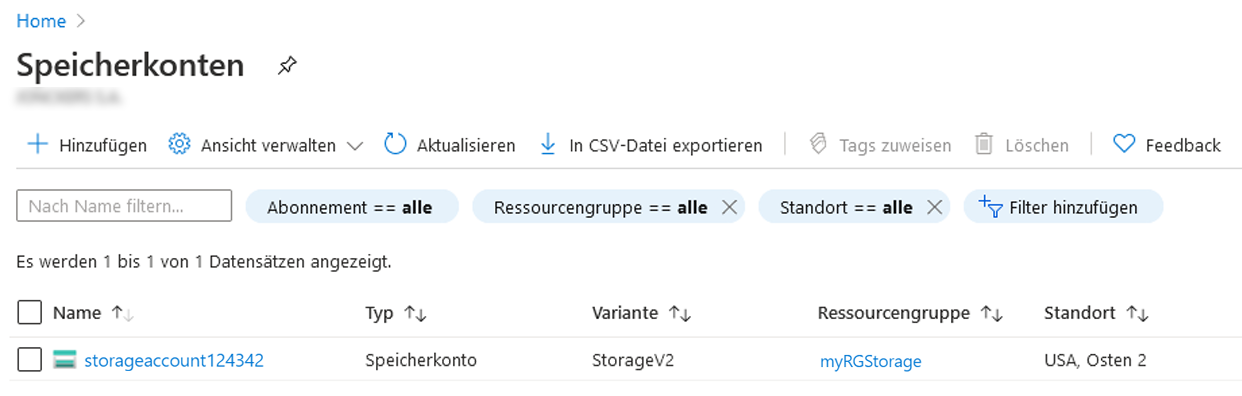 Home
Speicherkonten
Hinzufügen Ansicht verwalten Aktualisieren In CSV-Datei exportieren Tags zuweisen Löschen Feedback
Nach Name filtern... Abonnement == alle Ressourcengruppe == alle Standort == alle Filter hinzufügen
Es werden 1 bis 1 von 1 Datensätzen angezeigt.
Name Typ Variante Ressourcengruppe Standort
storageaccount124342 Speicherkonto StorageV2 myRGStorage USA, Osten 2